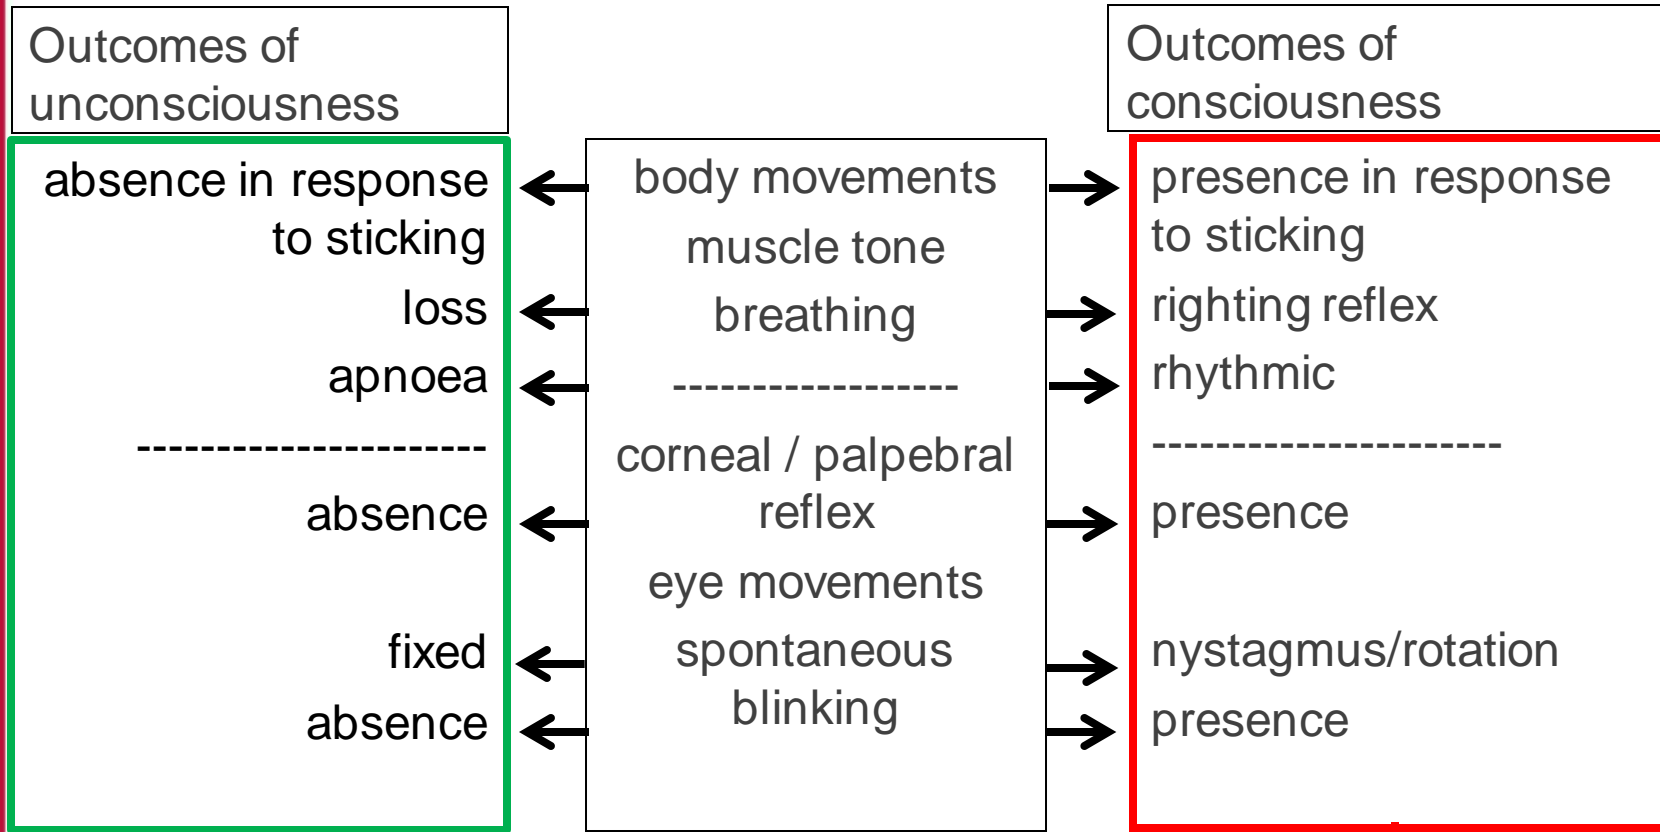 Outcomes of
unconsciousness
absence in response
to sticking
loss
apnoea
----------------------
absence
fixed
absence
body movements
muscle tone
breathing
------------------
corneal / palpebral
reflex
eye movements
spontaneous
blinking
Outcomes of
consciousness
presence in response
to sticking
righting reflex
rhythmic
----------------------
presence
nystagmus/rotation
presence